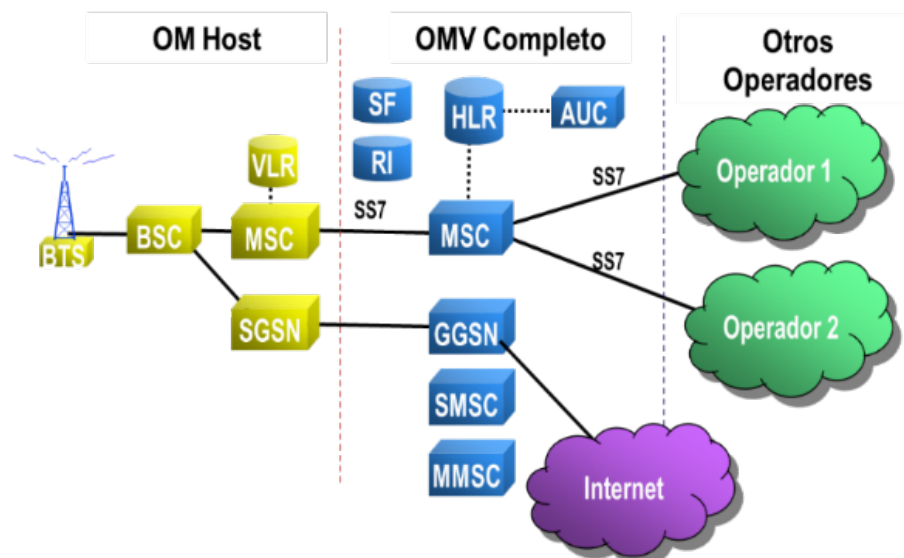 OM Host
OMV Completo
Otros
Operadores
SF
HLR
AUC
RI
VLR
BTS
BSC
MSC
SS7
MSC
SS7
SS7
Operador 1
Operador 2
SGSN
GGSN
SMSC
MMSC
Internet